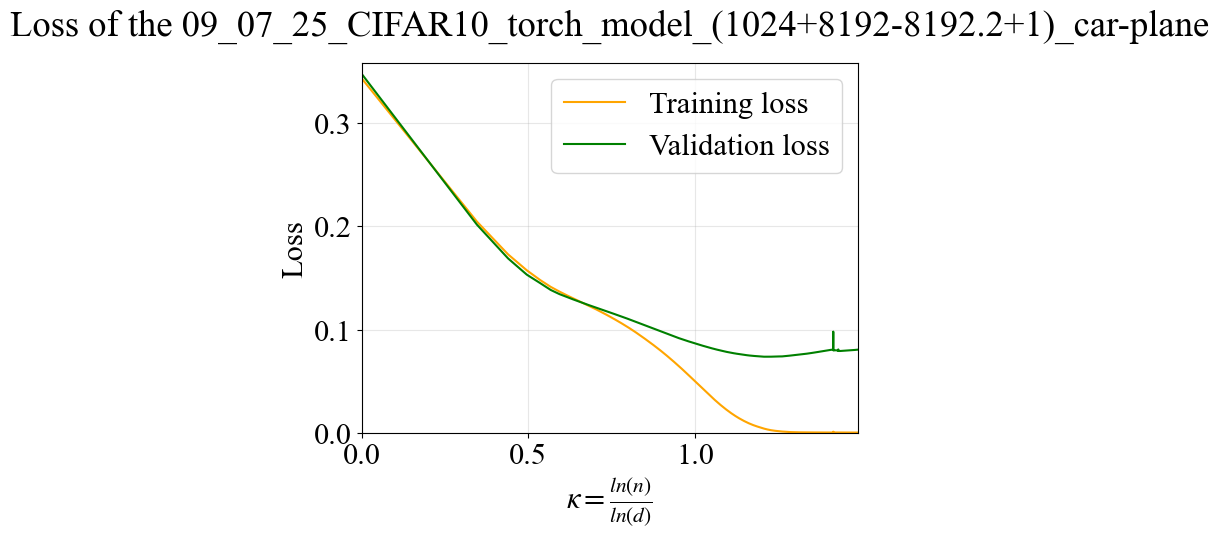 Loss of the 09_07_25_CIFAR10_torch_model_(1024+8192-8192.2+1)_car-plane
Training loss
Validation loss
Loss
0.3
0.2
0.1
0.0
0.0 0.5 1.0
κ = ln(n)/ln(d)